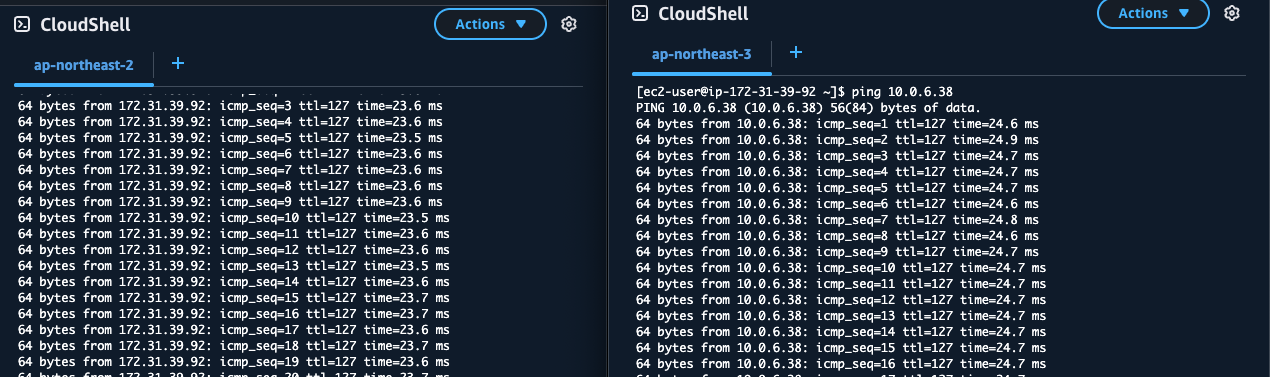 CloudShell
Actions ▼
ap-northeast-2
+
64 bytes from 172.31.39.92: icmp_seq=3 ttl=127 time=23.6 ms
64 bytes from 172.31.39.92: icmp_seq=4 ttl=127 time=23.6 ms
64 bytes from 172.31.39.92: icmp_seq=5 ttl=127 time=23.5 ms
64 bytes from 172.31.39.92: icmp_seq=6 ttl=127 time=23.6 ms
64 bytes from 172.31.39.92: icmp_seq=7 ttl=127 time=23.6 ms
64 bytes from 172.31.39.92: icmp_seq=8 ttl=127 time=23.6 ms
64 bytes from 172.31.39.92: icmp_seq=9 ttl=127 time=23.6 ms
64 bytes from 172.31.39.92: icmp_seq=10 ttl=127 time=23.5 ms
64 bytes from 172.31.39.92: icmp_seq=11 ttl=127 time=23.6 ms
64 bytes from 172.31.39.92: icmp_seq=12 ttl=127 time=23.6 ms
64 bytes from 172.31.39.92: icmp_seq=13 ttl=127 time=23.5 ms
64 bytes from 172.31.39.92: icmp_seq=14 ttl=127 time=23.6 ms
64 bytes from 172.31.39.92: icmp_seq=15 ttl=127 time=23.7 ms
64 bytes from 172.31.39.92: icmp_seq=16 ttl=127 time=23.7 ms
64 bytes from 172.31.39.92: icmp_seq=17 ttl=127 time=23.6 ms
64 bytes from 172.31.39.92: icmp_seq=18 ttl=127 time=23.7 ms
64 bytes from 172.31.39.92: icmp_seq=19 ttl=127 time=23.6 ms
64 bytes from 172.31.39.92: icmp_seq=20 ttl=127 time=23.7 ms
CloudShell
Actions ▼
ap-northeast-3
+
[ec2-user@ip-172-31-39-92 ~]$ ping 10.0.6.38
PING 10.0.6.38 (10.0.6.38) 56(84) bytes of data.
64 bytes from 10.0.6.38: icmp_seq=1 ttl=127 time=24.6 ms
64 bytes from 10.0.6.38: icmp_seq=2 ttl=127 time=24.9 ms
64 bytes from 10.0.6.38: icmp_seq=3 ttl=127 time=24.7 ms
64 bytes from 10.0.6.38: icmp_seq=4 ttl=127 time=24.7 ms
64 bytes from 10.0.6.38: icmp_seq=5 ttl=127 time=24.7 ms
64 bytes from 10.0.6.38: icmp_seq=6 ttl=127 time=24.6 ms
64 bytes from 10.0.6.38: icmp_seq=7 ttl=127 time=24.8 ms
64 bytes from 10.0.6.38: icmp_seq=8 ttl=127 time=24.6 ms
64 bytes from 10.0.6.38: icmp_seq=9 ttl=127 time=24.7 ms
64 bytes from 10.0.6.38: icmp_seq=10 ttl=127 time=24.7 ms
64 bytes from 10.0.6.38: icmp_seq=11 ttl=127 time=24.7 ms
64 bytes from 10.0.6.38: icmp_seq=12 ttl=127 time=24.7 ms
64 bytes from 10.0.6.38: icmp_seq=13 ttl=127 time=24.7 ms
64 bytes from 10.0.6.38: icmp_seq=14 ttl=127 time=24.7 ms
64 bytes from 10.0.6.38: icmp_seq=15 ttl=127 time=24.7 ms
64 bytes from 10.0.6.38: icmp_seq=16 ttl=127 time=24.7 ms